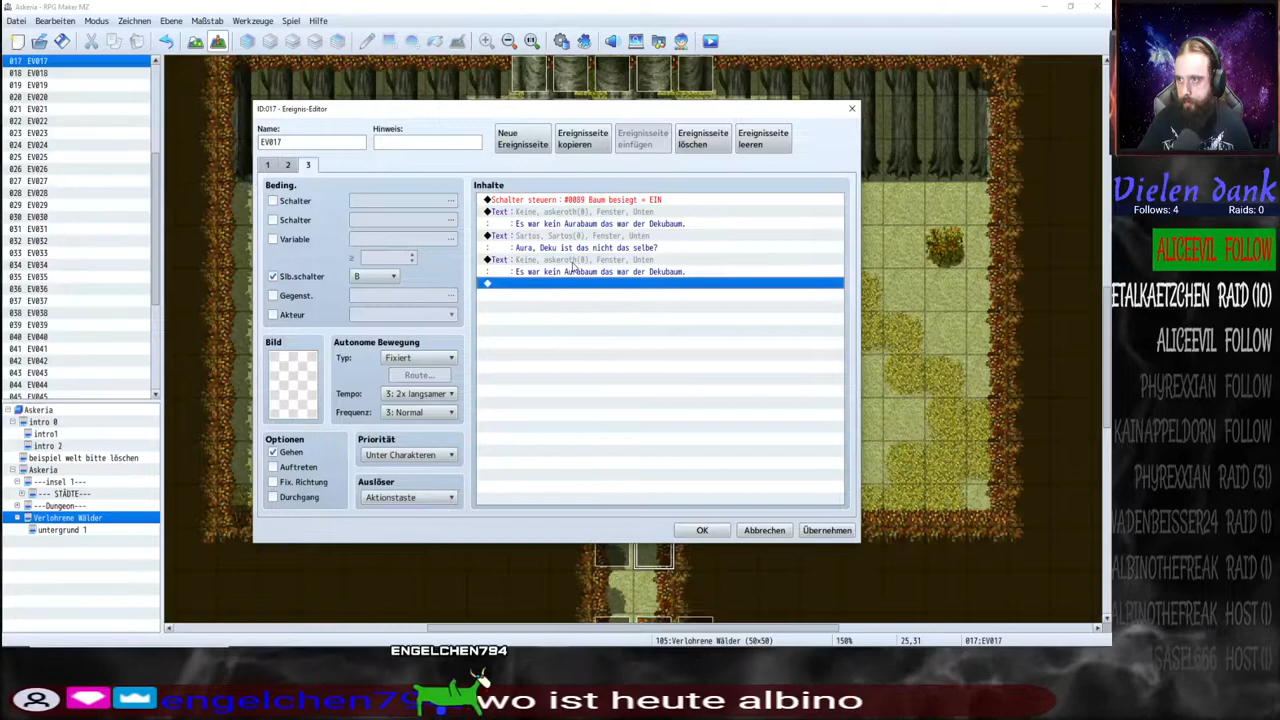 Askeria - RPG Maker MZ
Datei Bearbeiten Modus Zeichnen Ebene Maßstab Werkzeuge Spiel Hilfe
017 EV017
018 EV018
019 EV019
020 EV020
021 EV021
022 EV022
023 EV023
024 EV024
025 EV025
026 EV026
027 EV027
028 EV028
029 EV029
030 EV030
031 EV031
032 EV032
033 EV033
034 EV034
035 EV035
036 EV036
037 EV037
038 EV038
039 EV039
040 EV040
041 EV041
042 EV042
043 EV043
044 EV044
045 EV045
Askeria
intro 0
intro1
intro 2
beispiel welt bitte löschen
Askeria
---insel 1---
--- STÄDTE---
---Dungeon---
Verlohrene Wälder
untergrund 1
ID:017 - Ereignis-Editor
Name:
EV017
Hinweis:
Neue Ereignisseite
Ereignisseite kopieren
Ereignisseite einfügen
Ereignisseite löschen
Ereignisseite leeren
1 2 3
Beding.
Schalter ...
Schalter ...
Variable ...
≥
Slb.schalter B
Gegenst. ...
Akteur
Bild
Autonome Bewegung
Typ: Fixiert
Route...
Tempo: 3: 2x langsamer
Frequenz: 3: Normal
Optionen
Gehen
Auftreten
Fix. Richtung
Durchgang
Priorität
Unter Charakteren
Auslöser
Aktionstaste
Inhalte
◆Schalter steuern：#0089 Baum besiegt = EIN
◆Text：Keine, askeroth(0), Fenster, Unten
：Es war kein Aurabaum das war der Dekubaum.
◆Text：Sartos, Sartos(0), Fenster, Unten
：Aura, Deku ist das nicht das selbe?
◆Text：Keine, askeroth(0), Fenster, Unten
：Es war kein Aurabaum das war der Dekubaum.
◆
OK Abbrechen Übernehmen
105:Verlohrene Wälder (50x50) 150% 25,31 017:EV017
Vielen dank
Follows: 4 Raids: 0
ALICEEVIL FOLLOW
ETALKAETZCHEN RAID (10)
ALICEEVIL FOLLOW
PHYREXXIAN FOLLOW
KAINAPPELDORN FOLLOW
PHYREXXIAN RAID (3)
ADENBEISSER24 RAID (1)
ALBINOTHEFREAK RAID (1)
ALBINOTHEFREAK HOST (1)
ASAEL666 HOST (1)
ENGELCHEN794
engelchen79 wo ist heute albino